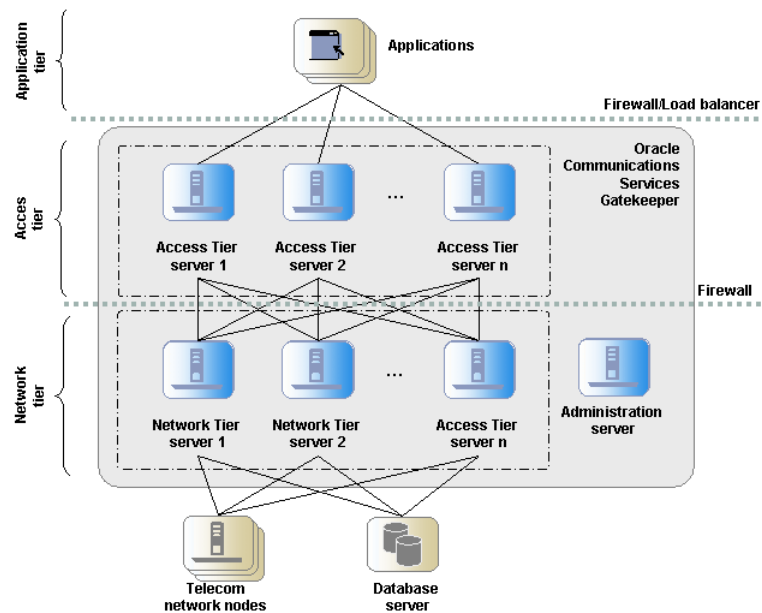 Application
tier
Applications
Firewall/Load balancer
Oracle
Communications
Services
Gatekeeper
Acces
tier
...
Access Tier
server 1
Access Tier
server 2
Access Tier
server n
Firewall
Network
tier
...
Network Tier
server 1
Network Tier
server 2
Access Tier
server n
Administration
server
Telecom
network nodes
Database
server